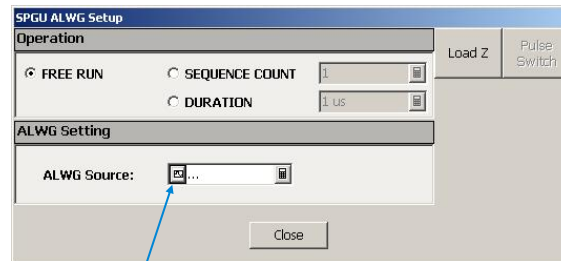 SPGU ALWG Setup
Operation
FREE RUN
SEQUENCE COUNT
1
DURATION
1 us
Load Z
Pulse
Switch
ALWG Setting
ALWG Source:
...
Close